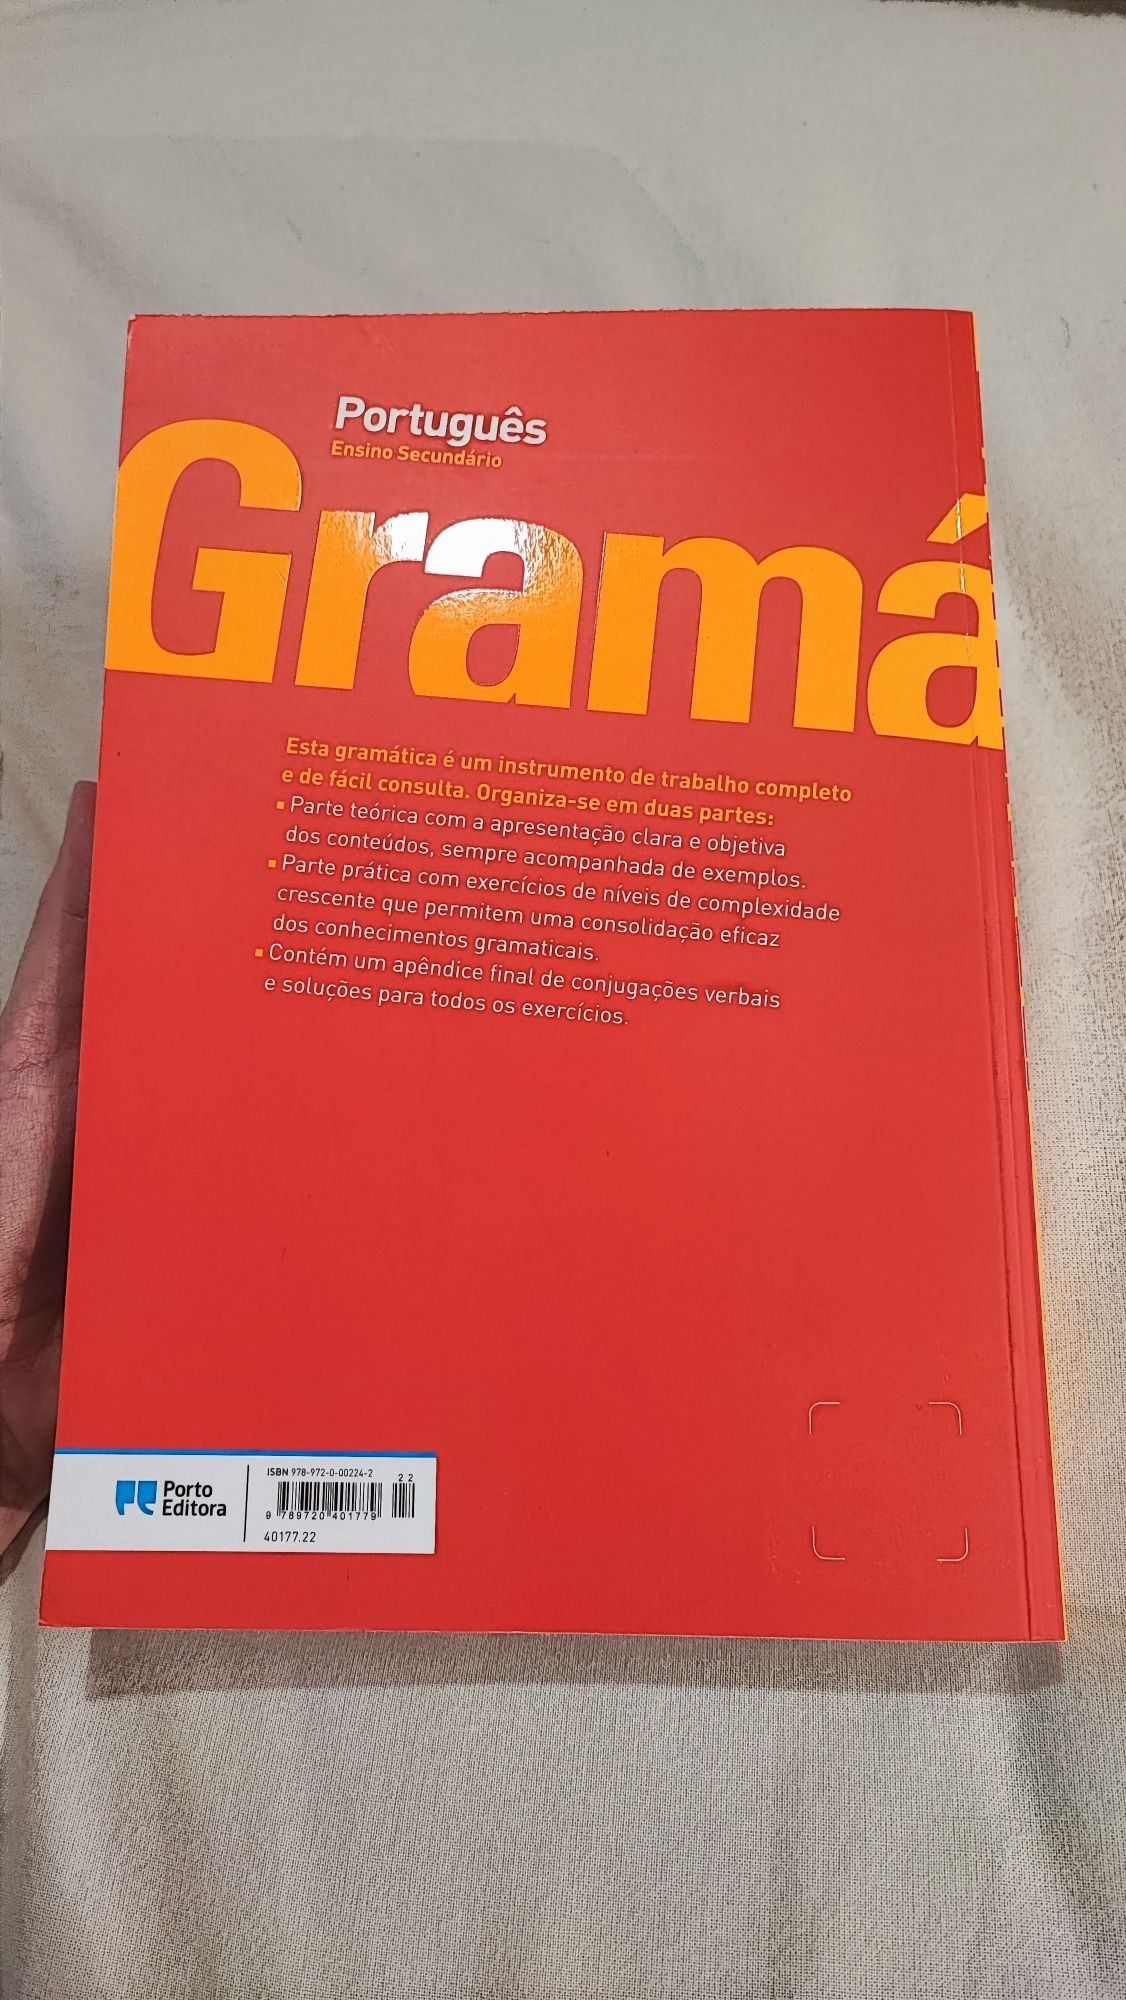 Português
Ensino Secundário
Gramá
Esta gramática é um instrumento de trabalho completo
e de fácil consulta. Organiza-se em duas partes:
▪ Parte teórica com a apresentação clara e objetiva
dos conteúdos, sempre acompanhada de exemplos.
▪ Parte prática com exercícios de níveis de complexidade
crescente que permitem uma consolidação eficaz
dos conhecimentos gramaticais.
▪ Contém um apêndice final de conjugações verbais
e soluções para todos os exercícios.
Porto
Editora
ISBN 978-972-0-00224-2
22
9 789720 401779
40177.22